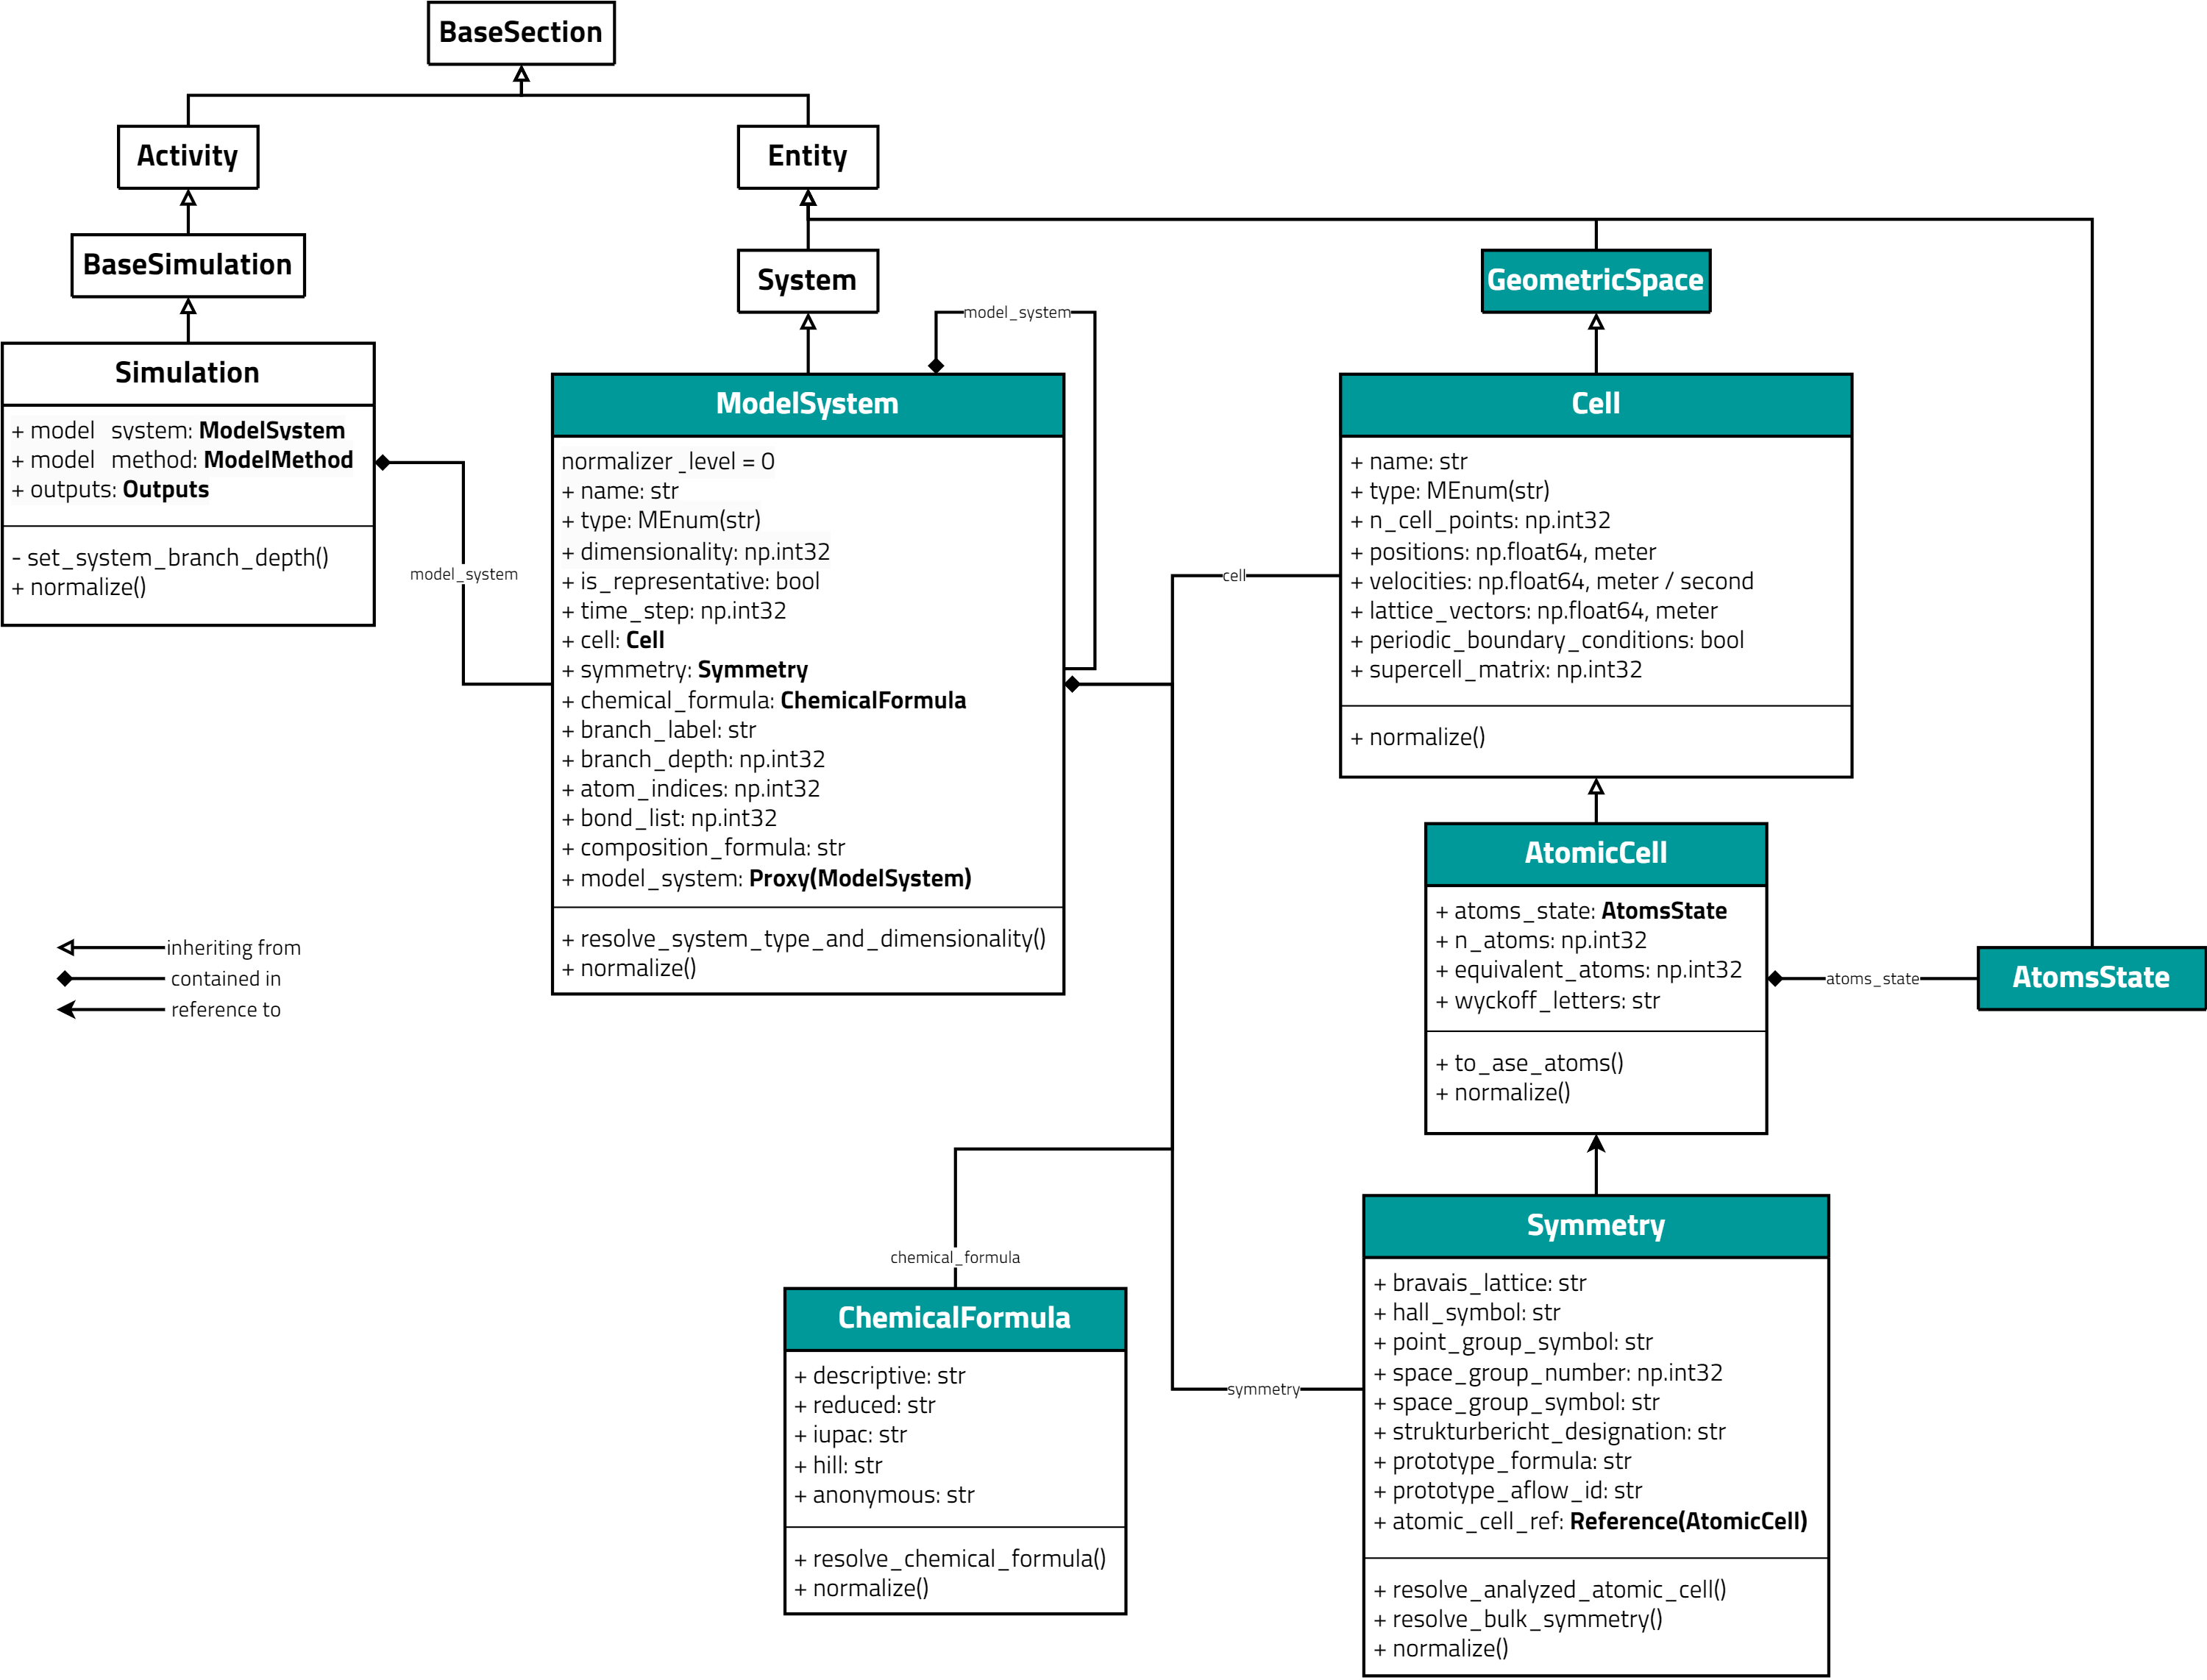 BaseSection
Activity
Entity
BaseSimulation
System
GeometricSpace
model_system
Simulation
+ model_system: ModelSystem
+ model_method: ModelMethod
+ outputs: Outputs
- set_system_branch_depth()
+ normalize()
model_system
ModelSystem
normalizer_level = 0
+ name: str
+ type: MEnum(str)
+ dimensionality: np.int32
+ is_representative: bool
+ time_step: np.int32
+ cell: Cell
+ symmetry: Symmetry
+ chemical_formula: ChemicalFormula
+ branch_label: str
+ branch_depth: np.int32
+ atom_indices: np.int32
+ bond_list: np.int32
+ composition_formula: str
+ model_system: Proxy(ModelSystem)
+ resolve_system_type_and_dimensionality()
+ normalize()
cell
Cell
+ name: str
+ type: MEnum(str)
+ n_cell_points: np.int32
+ positions: np.float64, meter
+ velocities: np.float64, meter / second
+ lattice_vectors: np.float64, meter
+ periodic_boundary_conditions: bool
+ supercell_matrix: np.int32
+ normalize()
AtomicCell
+ atoms_state: AtomsState
+ n_atoms: np.int32
+ equivalent_atoms: np.int32
+ wyckoff_letters: str
+ to_ase_atoms()
+ normalize()
atoms_state
AtomsState
inheriting from
contained in
reference to
chemical_formula
ChemicalFormula
+ descriptive: str
+ reduced: str
+ iupac: str
+ hill: str
+ anonymous: str
+ resolve_chemical_formula()
+ normalize()
symmetry
Symmetry
+ bravais_lattice: str
+ hall_symbol: str
+ point_group_symbol: str
+ space_group_number: np.int32
+ space_group_symbol: str
+ strukturbericht_designation: str
+ prototype_formula: str
+ prototype_aflow_id: str
+ atomic_cell_ref: Reference(AtomicCell)
+ resolve_analyzed_atomic_cell()
+ resolve_bulk_symmetry()
+ normalize()